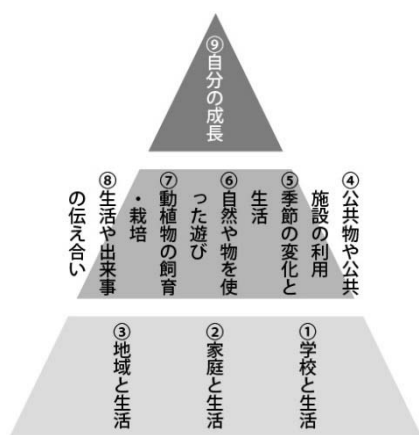 ⑨自分の成長
④公共物や公共
施設の利用
⑤季節の変化と
生活
⑥自然や物を使
った遊び
⑦動植物の飼育
・栽培
⑧生活や出来事
の伝え合い
①学校と生活
②家庭と生活
③地域と生活